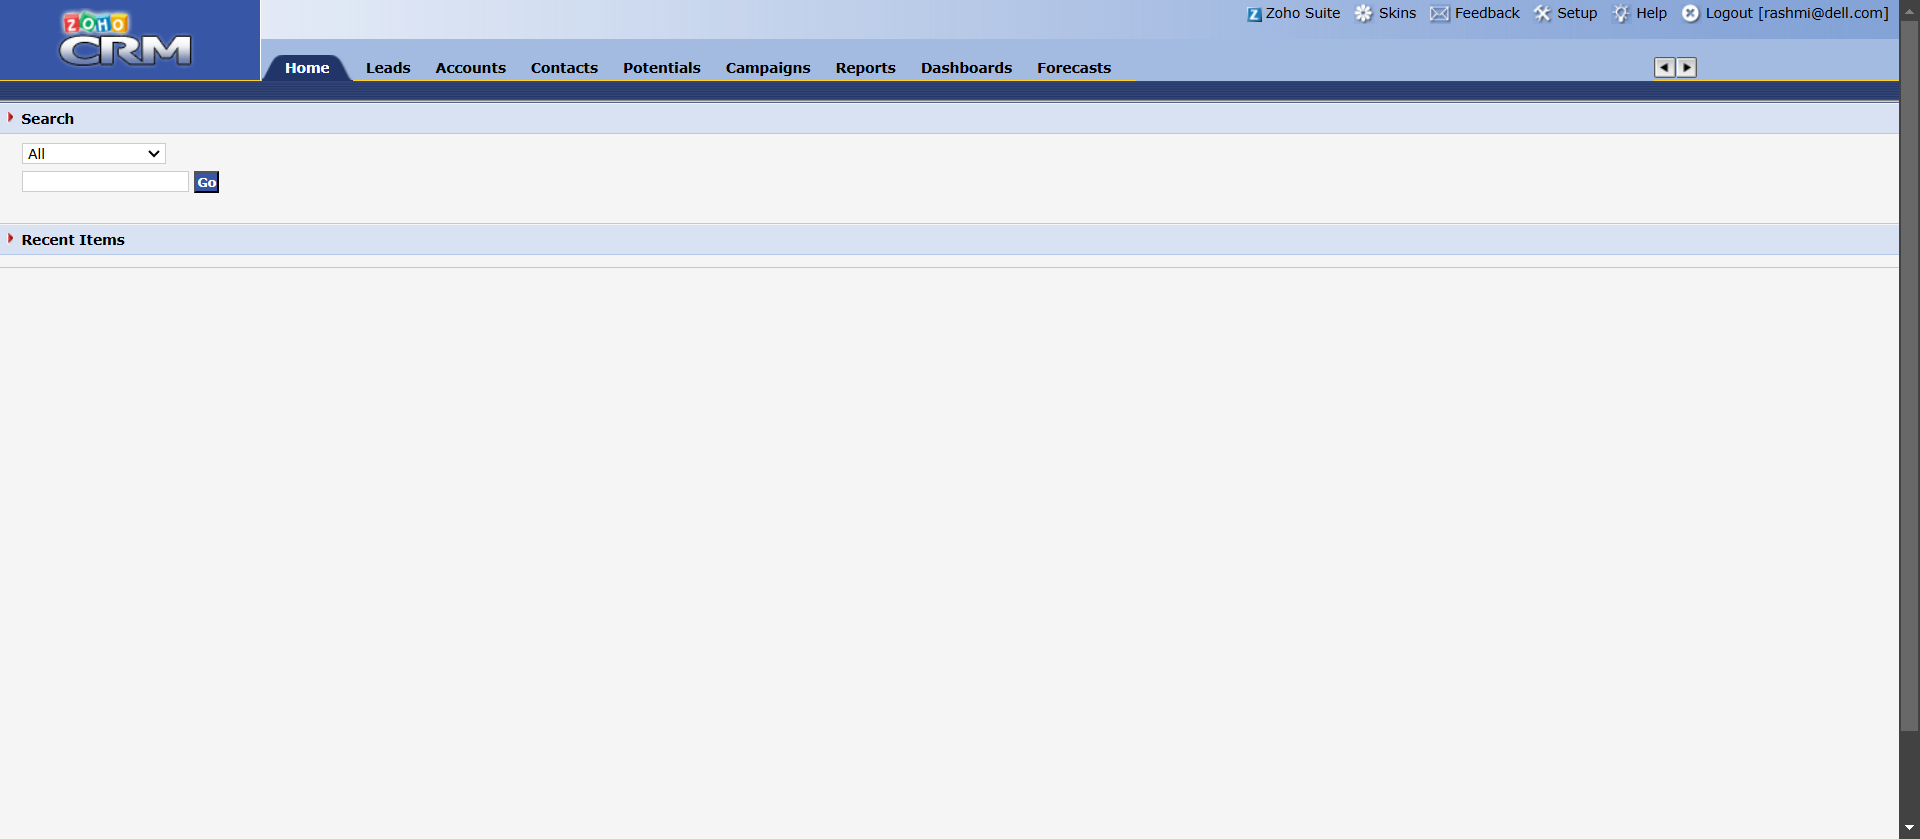 ZOHO
CRM
Zoho Suite Skins Feedback Setup Help Logout [rashmi@dell.com]
Home Leads Accounts Contacts Potentials Campaigns Reports Dashboards Forecasts
Search
All
Go
Recent Items